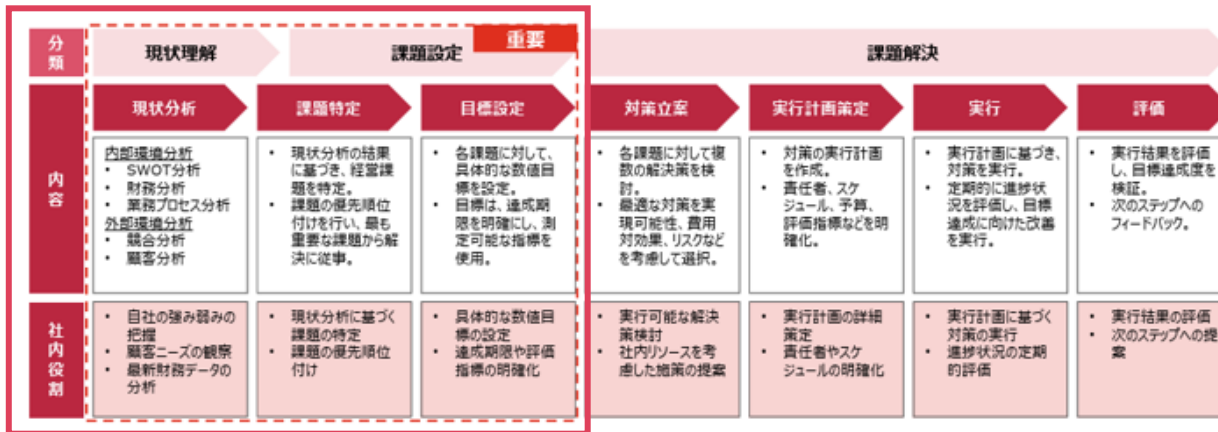 分
類
現状理解
課題設定
重要
課題解決
内
容
現状分析
内部環境分析
• SWOT分析
• 財務分析
• 業務プロセス分析
外部環境分析
• 競合分析
• 顧客分析
課題特定
• 現状分析の結果
に基づき、経営課
題を特定。
• 課題の優先順位
付けを行い、最も
重要な課題から解
決に従事。
目標設定
• 各課題に対して、
具体的な数値目
標を設定。
• 目標は、達成期
限を明確にし、測
定可能な指標を
使用。
対策立案
• 各課題に対して複
数の解決策を検
討。
• 最適な対策を実
現可能性、費用
対効果、リスクなど
を考慮して選択。
実行計画策定
• 対策の実行計画
を作成。
• 責任者、スケ
ジュール、予算、
評価指標などを明
確化。
実行
• 実行計画に基づき、
対策を実行。
• 定期的に進捗状
況を評価し、目標
達成に向けた改善
を実行。
評価
• 実行結果を評価
し、目標達成度を
検証。
• 次のステップへの
フィードバック。
社
内
役
割
• 自社の強み弱みの
把握
• 顧客ニーズの観察
• 最新財務データの
分析
• 現状分析に基づく
課題の特定
• 課題の優先順位
付け
• 具体的な数値目
標の設定
• 達成期限や評価
指標の明確化
• 実行可能な解決
策検討
• 社内リソースを考
慮した施策の提案
• 実行計画の詳細
策定
• 責任者やスケ
ジュールの明確化
• 実行計画に基づく
対策の実行
• 進捗状況の定期
的評価
• 実行結果の評価
• 次のステップへの提
案